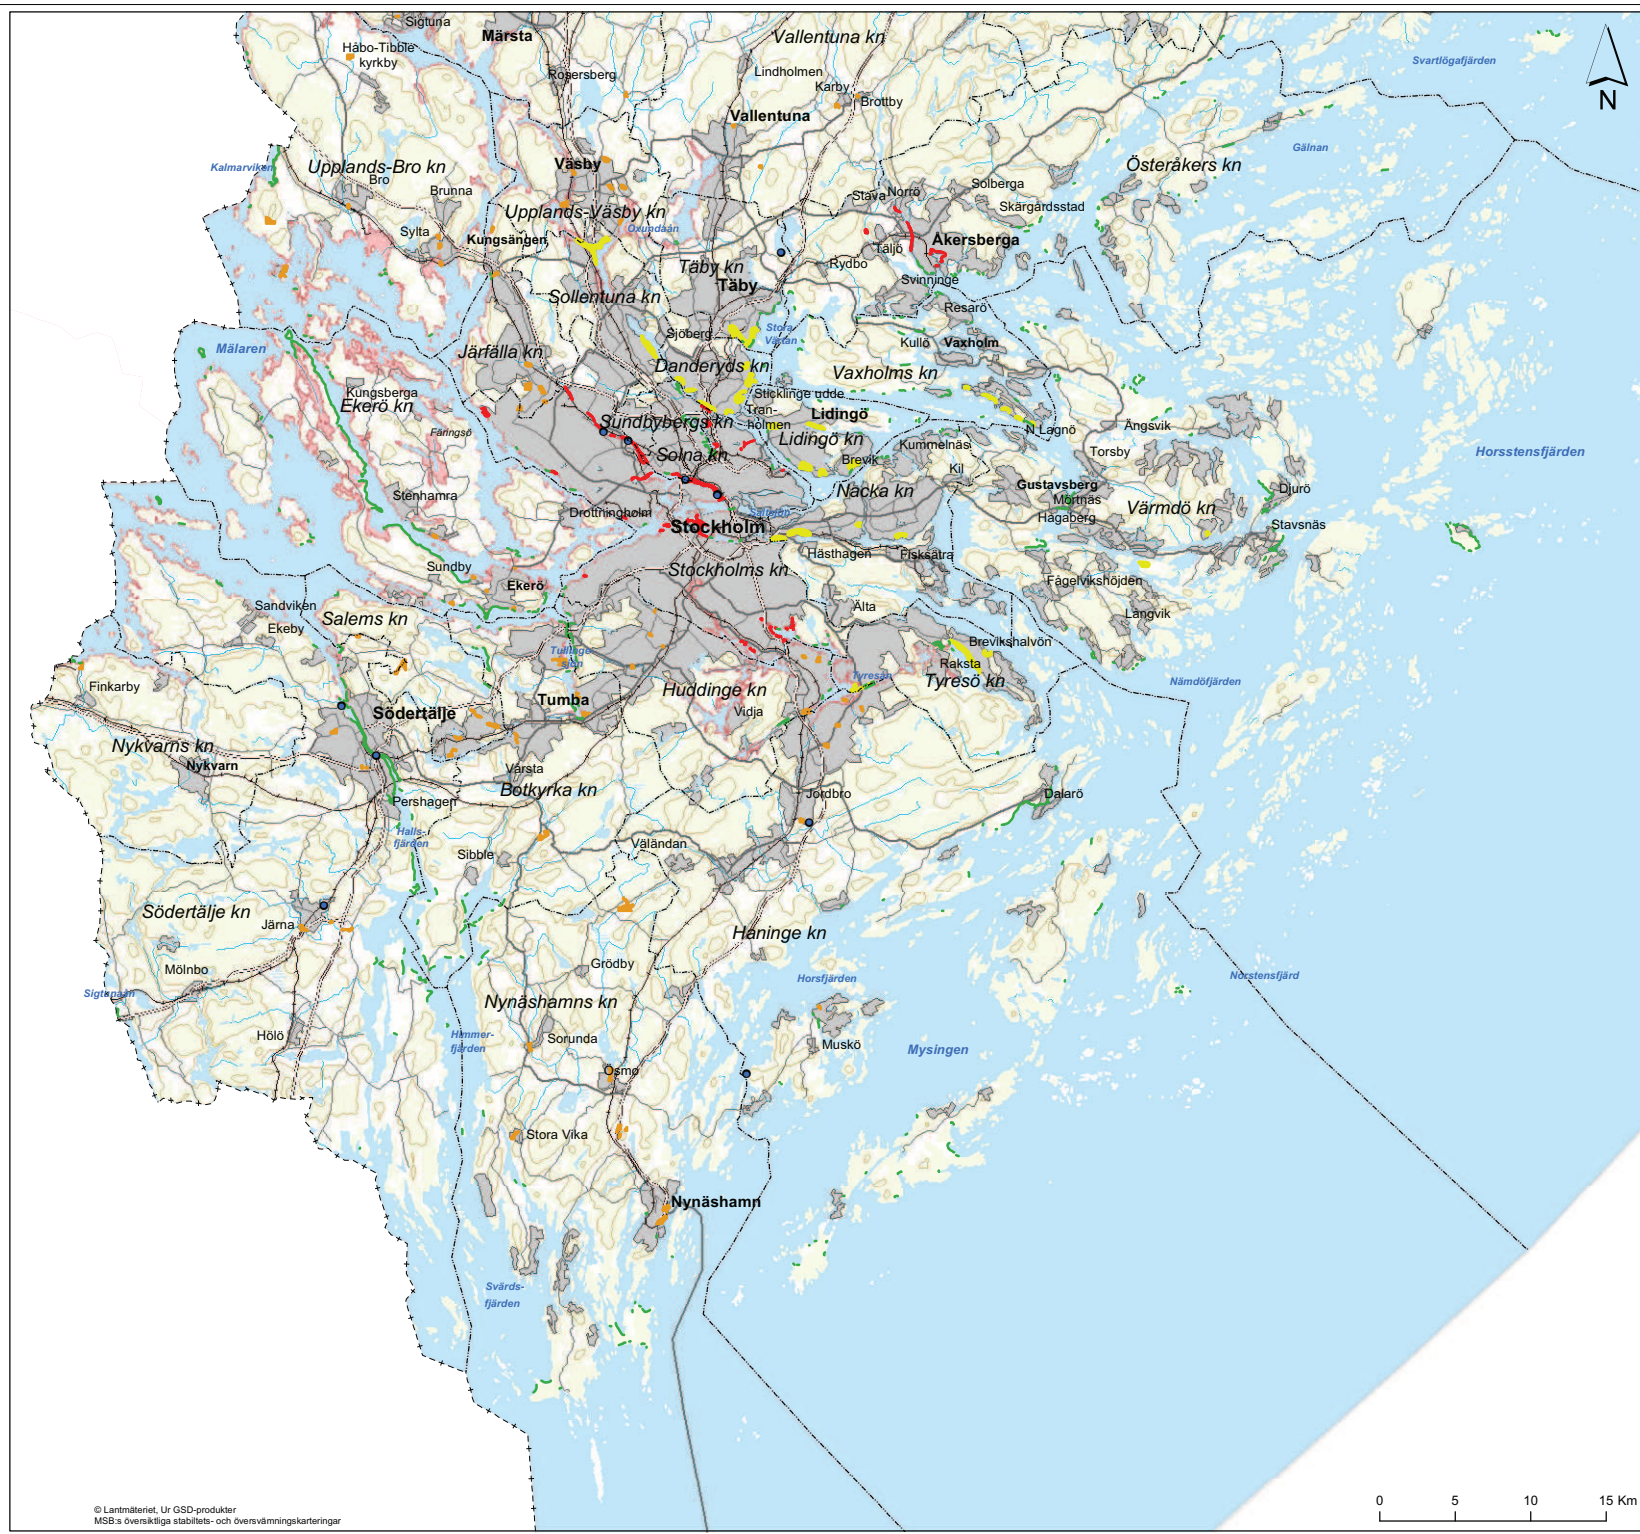 Sigtuna
Märsta
Vallentuna kn
Håbo-Tibble
kyrkby
Rosersberg
Lindholmen
Svartlögafjärden
Karby
Brottby
N
Vallentuna
Kalmarviken
Upplands-Bro kn
Bro
Brunna
Väsby
Gälnan
Österåkers kn
Solberga
Stava
Norrö
Skärgårdsstad
Upplands-Väsby kn
Oxundaån
Sylta
Kungsängen
Åkersberga
Täljö
Rydbo
Täby kn
Täby
Svinninge
Sollentuna kn
Resarö
Mälaren
Sjöberg
Stora
Värtan
Kullö
Vaxholm
Järfälla kn
Danderyds kn
Vaxholms kn
Kungsberga
Ekerö kn
Sticklinge udde
Tran-
holmen
Lidingö
Sundbybergs kn
Lidingö kn
Färingsö
N Lagnö
Ängsvik
Kummelnäs
Torsby
Horsstensfjärden
Solna kn
Brevik
Kil
Gustavsberg
Djurö
Stenhamra
Nacka kn
Mörtnäs
Värmdö kn
Drottningholm
Saltsjön
Hagaberg
Stockholm
Stavsnäs
Hästhagen
Fisksätra
Sundby
Stockholms kn
Fågelvikshöjden
Ekerö
Sandviken
Ekeby
Salems kn
Älta
Långvik
Brevikshalvön
Tullinge-
sjön
Raksta
Tyresån
Tyresö kn
Nämdöfjärden
Finkarby
Huddinge kn
Tumba
Vidja
Södertälje
Nykvarns kn
Nykvarn
Vårsta
Botkyrka kn
Pershagen
Jordbro
Dalarö
Halls-
fjärden
Sibble
Väländan
Södertälje kn
Järna
Haninge kn
Mölnbo
Grödby
Horsfjärden
Norstensfjärd
Sigtunaån
Nynäshamns kn
Hölö
Himmer-
fjärden
Sorunda
Muskö
Mysingen
Ösmo
Stora Vika
Nynäshamn
Svärds-
fjärden
0 5 10 15 Km
© Lantmäteriet, Ur GSD-produkter
MSB:s översiktliga stabiltets- och översvämningskarteringar